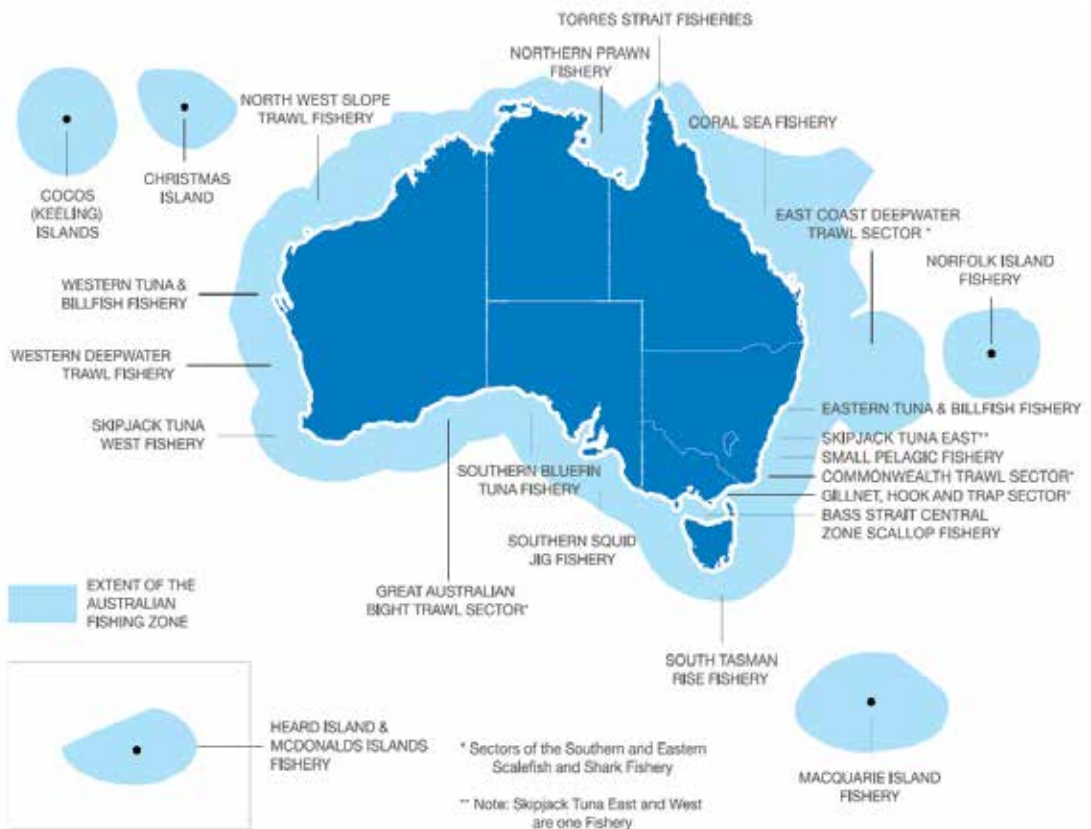 TORRES STRAIT FISHERIES
NORTHERN PRAWN
FISHERY
NORTH WEST SLOPE
TRAWL FISHERY
CORAL SEA FISHERY
CHRISTMAS
ISLAND
COCOS
(KEELING)
ISLANDS
EAST COAST DEEPWATER
TRAWL SECTOR *
NORFOLK ISLAND
FISHERY
WESTERN TUNA &
BILLFISH FISHERY
WESTERN DEEPWATER
TRAWL FISHERY
SKIPJACK TUNA
WEST FISHERY
EASTERN TUNA & BILLFISH FISHERY
SKIPJACK TUNA EAST**
SMALL PELAGIC FISHERY
COMMONWEALTH TRAWL SECTOR*
GILLNET, HOOK AND TRAP SECTOR*
BASS STRAIT CENTRAL
ZONE SCALLOP FISHERY
SOUTHERN BLUEFIN
TUNA FISHERY
SOUTHERN SQUID
JIG FISHERY
GREAT AUSTRALIAN
BIGHT TRAWL SECTOR*
EXTENT OF THE
AUSTRALIAN
FISHING ZONE
SOUTH TASMAN
RISE FISHERY
HEARD ISLAND &
MCDONALDS ISLANDS
FISHERY
* Sectors of the Southern and Eastern
Scalefish and Shark Fishery
** Note: Skipjack Tuna East and West
are one Fishery
MACQUARIE ISLAND
FISHERY